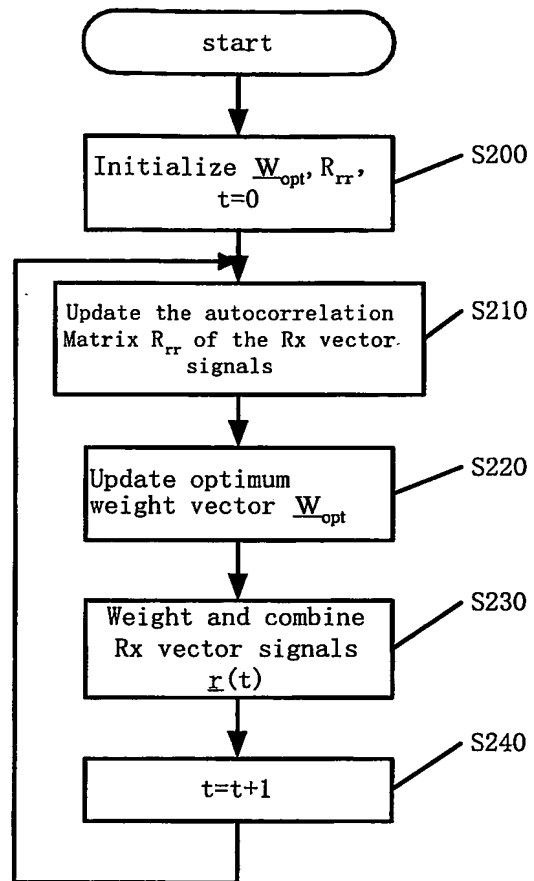 start
Initialize W_opt, R_rr,
t=0
S200
Update the autocorrelation
Matrix R_rr of the Rx vector
signals
S210
Update optimum
weight vector W_opt
S220
Weight and combine
Rx vector signals
r(t)
S230
t=t+1
S240